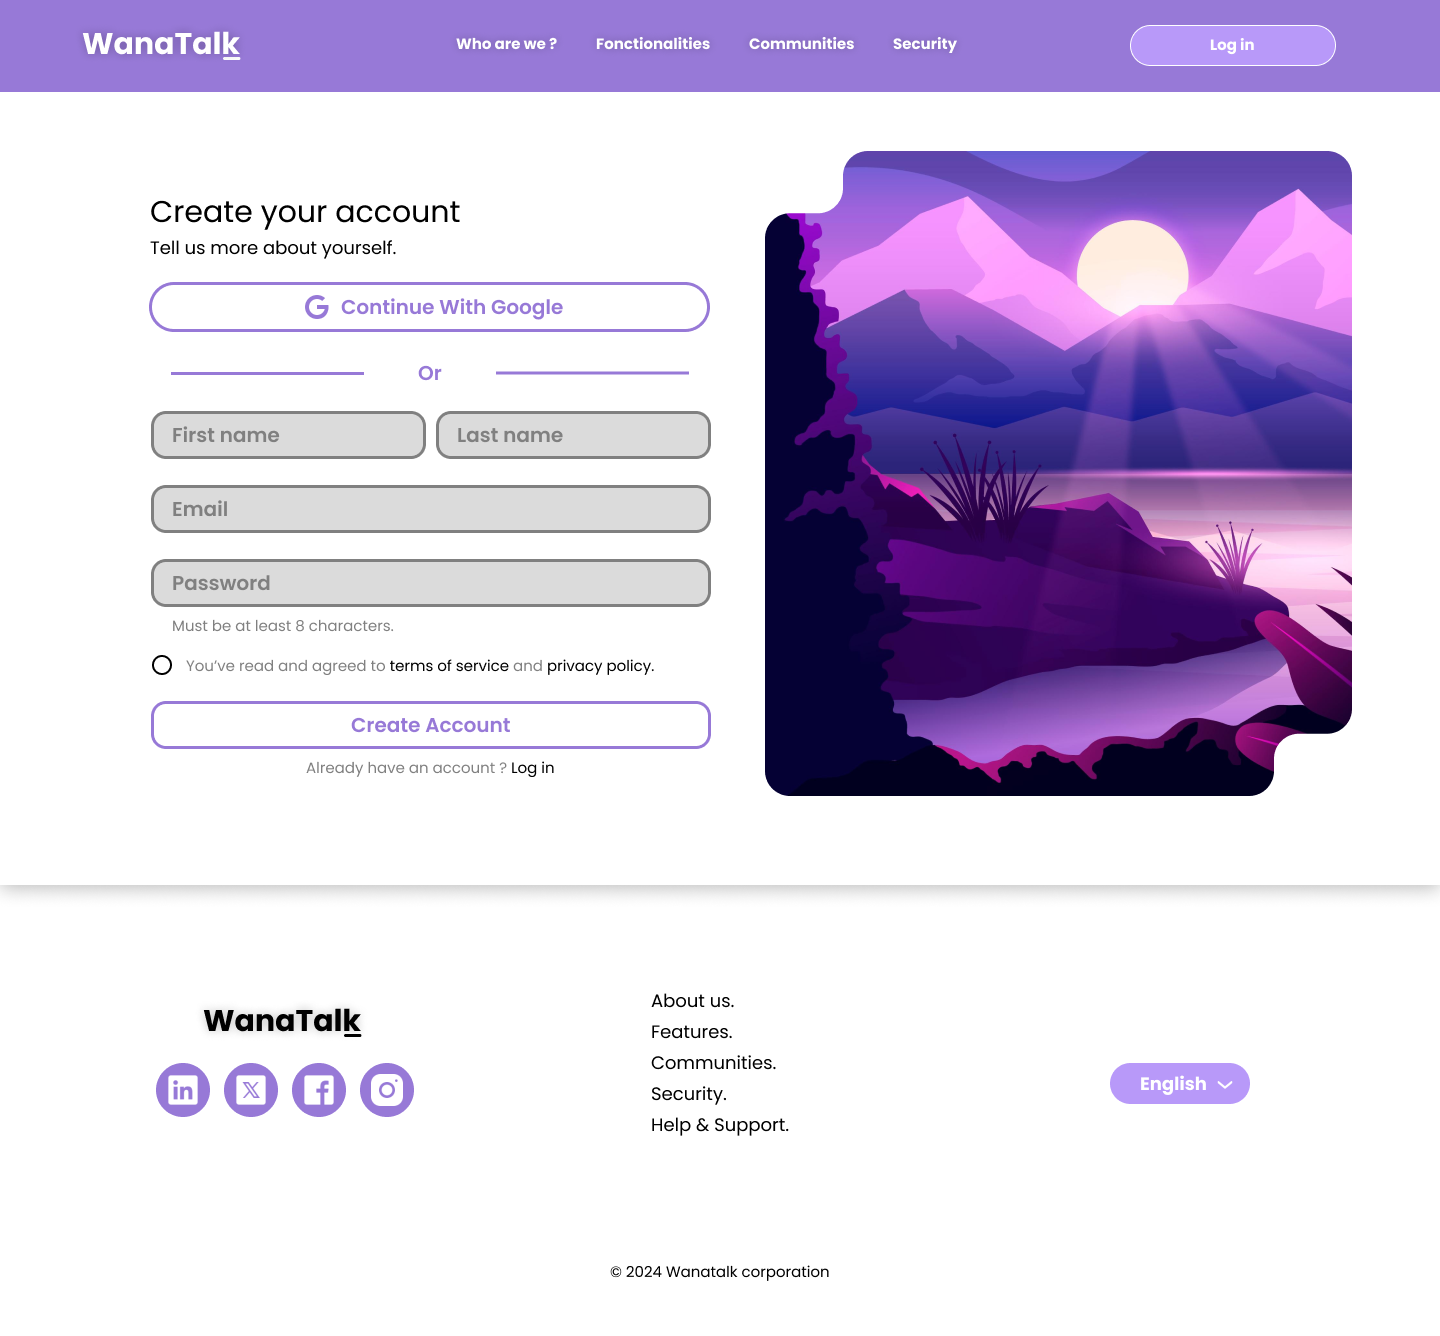 WanaTalk
Who are we ?
Fonctionalities
Communities
Security
Log in
Create your account
Tell us more about yourself.
Continue With Google
Or
First name
Last name
Email
Password
Must be at least 8 characters.
You’ve read and agreed to terms of service and privacy policy.
Create Account
Already have an account ? Log in
WanaTalk
About us.
Features.
Communities.
Security.
Help & Support.
English
© 2024 Wanatalk corporation